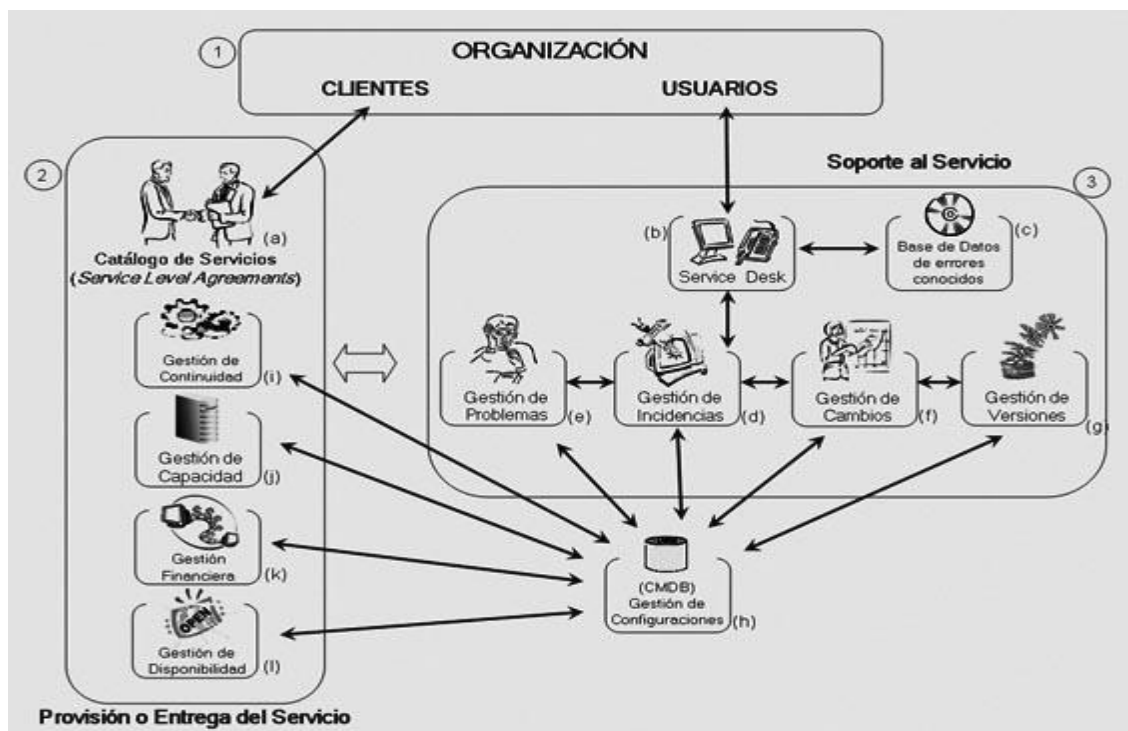 1
ORGANIZACIÓN
CLIENTES
USUARIOS
2
(a)
Catálogo de Servicios
(Service Level Agreements)
Gestión de
Continuidad
(i)
Gestión de
Capacidad
(j)
Gestión
Financiera
(k)
OPEN
Gestión de
Disponibilidad
(l)
Provisión o Entrega del Servicio
Soporte al Servicio
3
(b)
Service Desk
(c)
Base de Datos
de errores
conocidos
Gestión de
Problemas
(e)
Gestión de
Incidencias
(d)
Gestión de
Cambios
(f)
Gestión de
Versiones
(g)
(CMDB)
Gestión de
Configuraciones
(h)